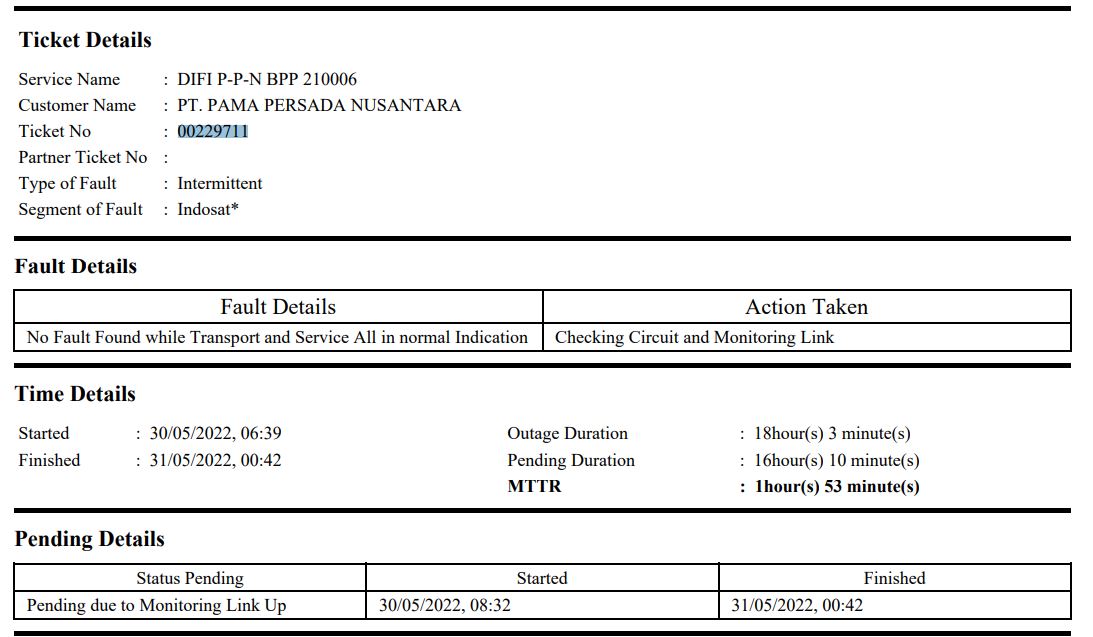 Ticket Details
Service Name : DIFI P-P-N BPP 210006
Customer Name : PT. PAMA PERSADA NUSANTARA
Ticket No : 00229711
Partner Ticket No :
Type of Fault : Intermittent
Segment of Fault : Indosat*
Fault Details
Fault Details Action Taken
No Fault Found while Transport and Service All in normal Indication Checking Circuit and Monitoring Link
Time Details
Started : 30/05/2022, 06:39 Outage Duration : 18hour(s) 3 minute(s)
Finished : 31/05/2022, 00:42 Pending Duration : 16hour(s) 10 minute(s)
MTTR : 1hour(s) 53 minute(s)
Pending Details
Status Pending Started Finished
Pending due to Monitoring Link Up 30/05/2022, 08:32 31/05/2022, 00:42